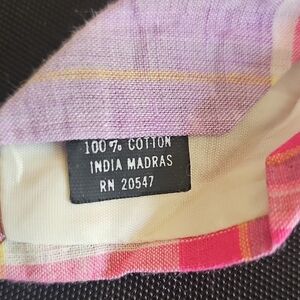 100% COTTON
INDIA MADRAS
RN 20547